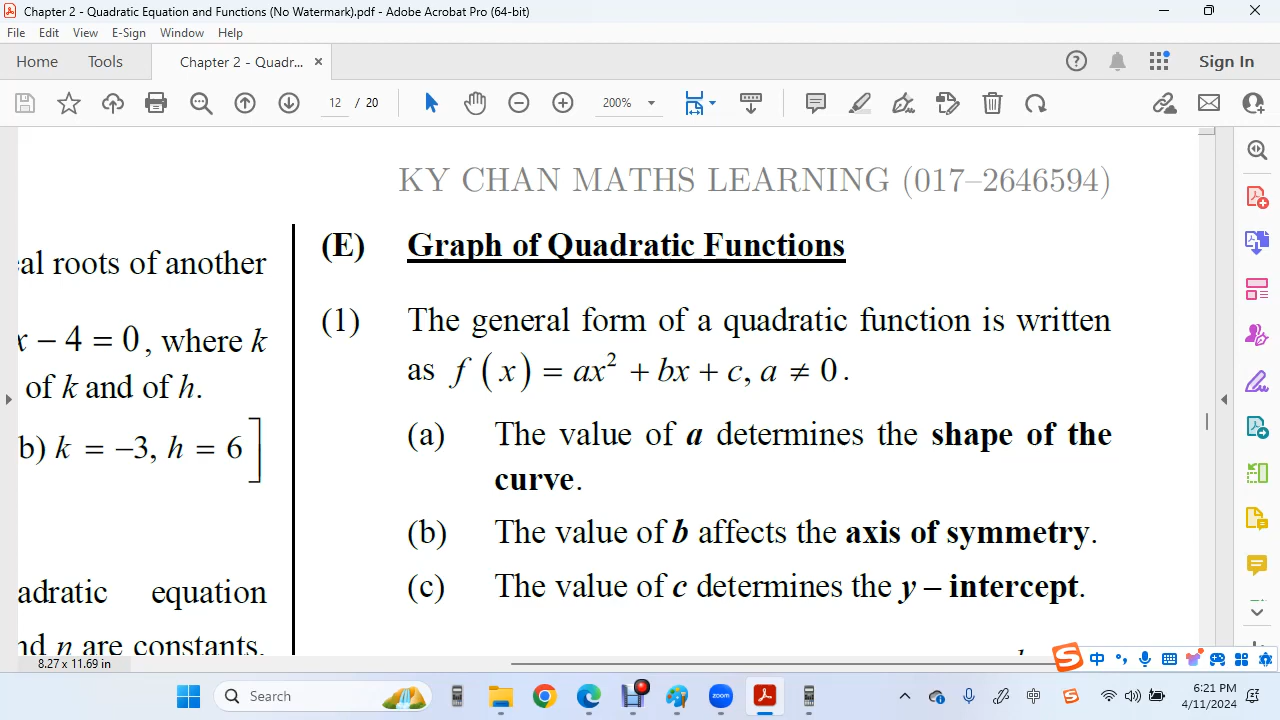 Chapter 2 - Quadratic Equation and Functions (No Watermark).pdf - Adobe Acrobat Pro (64-bit)
File Edit View E-Sign Window Help
Home Tools Chapter 2 - Quadr... × Sign In
12 / 20 200%
KY CHAN MATHS LEARNING (017–2646594)
al roots of another
x − 4 = 0, where k
of k and of h.
b) k = −3, h = 6]
adratic equation
nd n are constants.
(E) Graph of Quadratic Functions
(1) The general form of a quadratic function is written
as f (x) = ax² + bx + c, a ≠ 0.
(a) The value of a determines the shape of the
curve.
(b) The value of b affects the axis of symmetry.
(c) The value of c determines the y – intercept.
8.27 x 11.69 in
中
Search
zoom
中
6:21 PM
4/11/2024